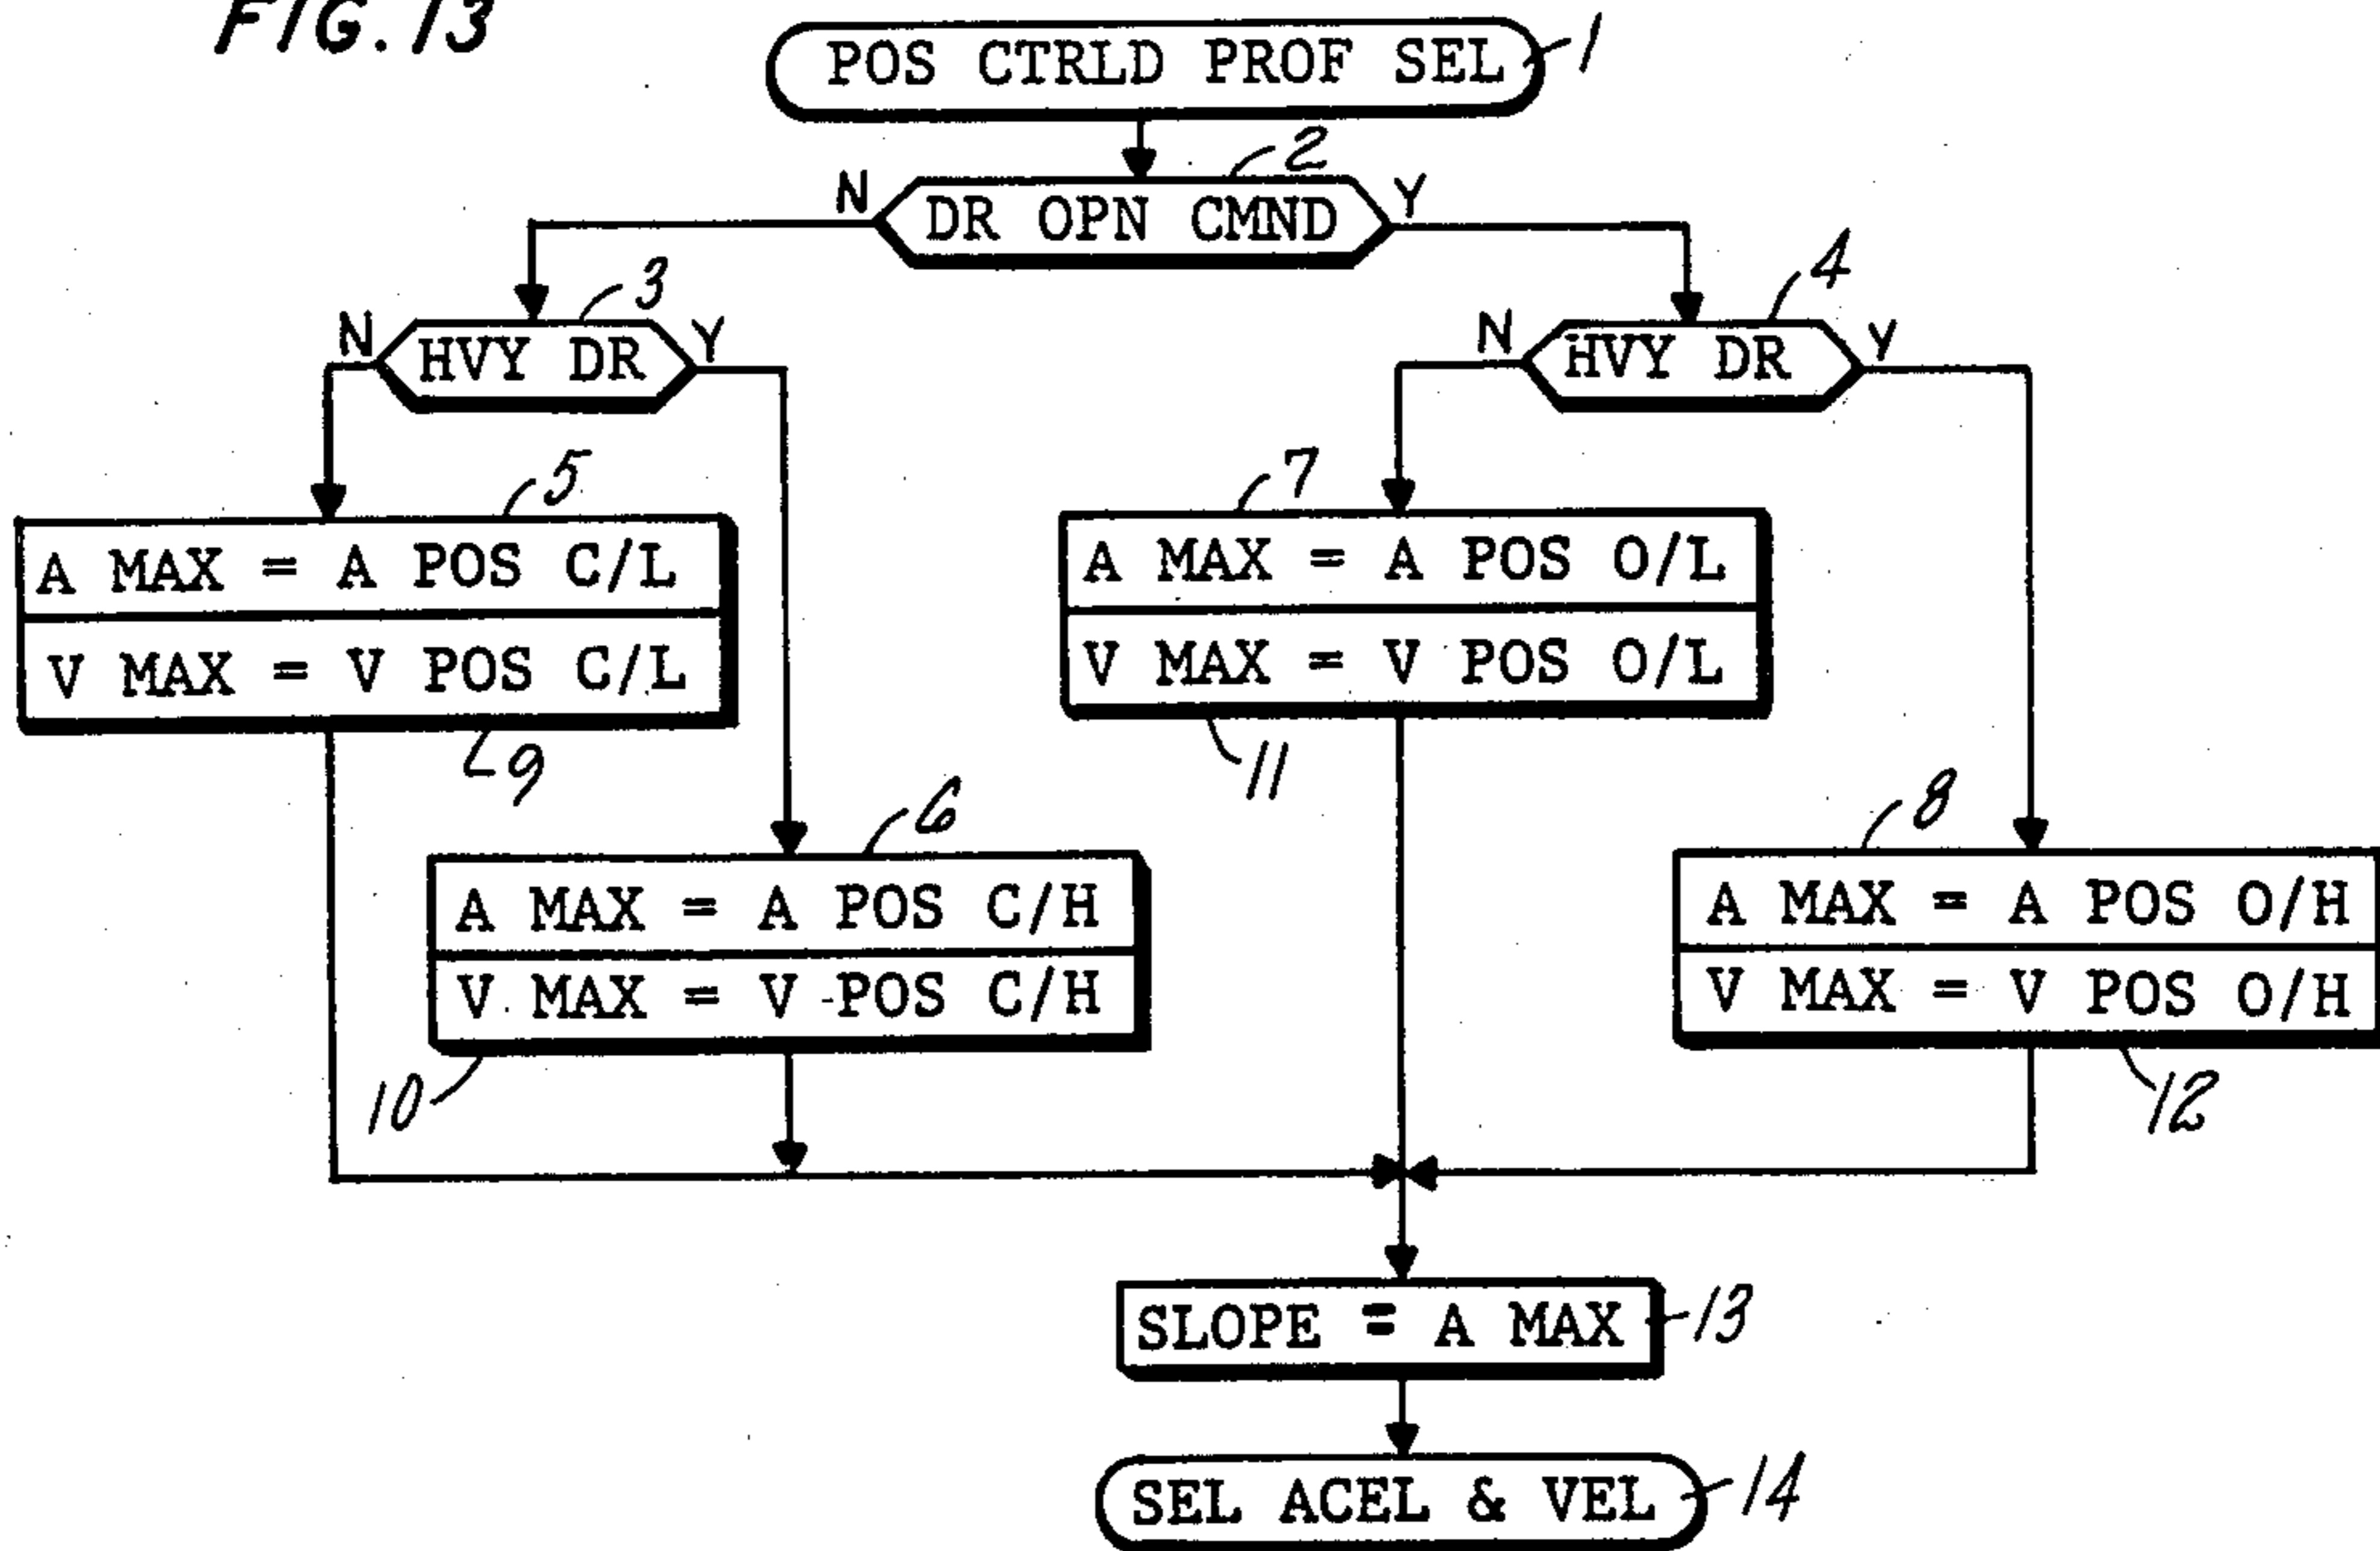 FIG. 13
POS CTRLD PROF SEL
1
2
N
DR OPN CMND
Y
3
N
HVY DR
Y
4
N
HVY DR
Y
5
A MAX = A POS C/L
V MAX = V POS C/L
9
7
A MAX = A POS O/L
V MAX = V POS O/L
11
6
A MAX = A POS C/H
V MAX = V POS C/H
10
8
A MAX = A POS O/H
V MAX = V POS O/H
12
SLOPE = A MAX
13
SEL ACEL & VEL
14